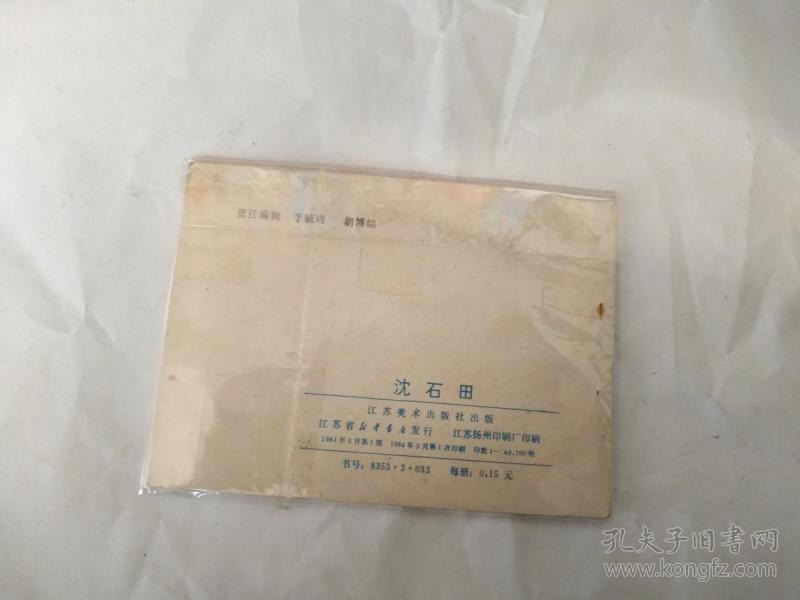 责任编辑 李毓琦 胡博综
沈石田
江苏美术出版社出版
江苏省新华书店发行 江苏扬州印刷厂印刷
1984年3月第1版 1984年3月第1次印刷 印数1—40,700册
书号：8353·3·033 每册：0.15元
孔夫子旧书网
www.kongfz.com